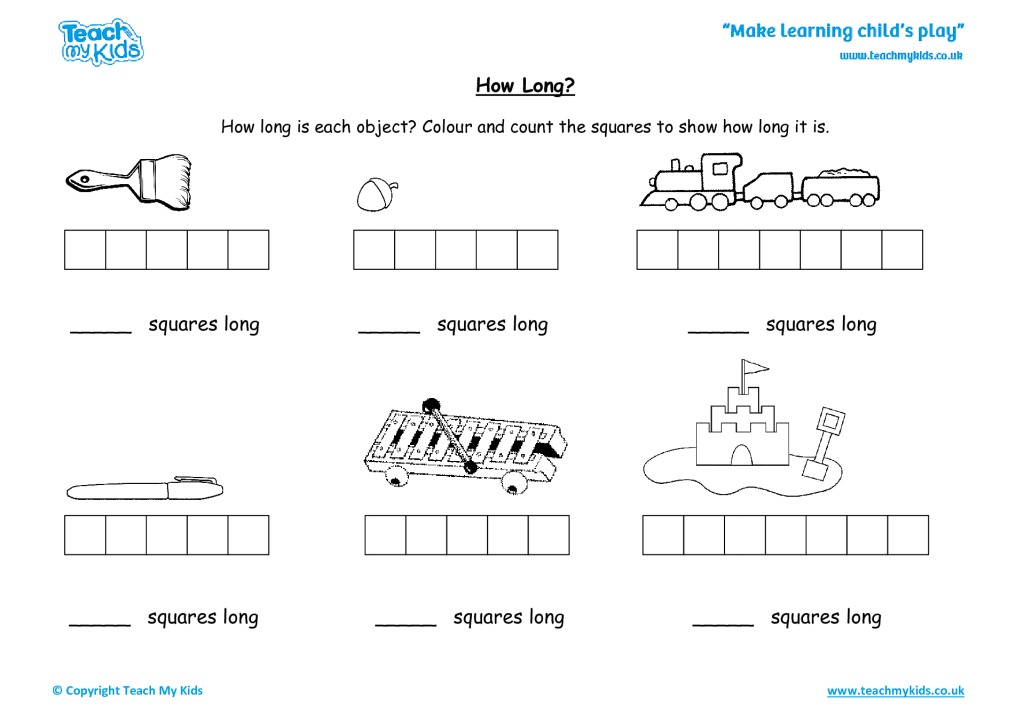 Teach
my Kids
“Make learning child’s play”
www.teachmykids.co.uk
How Long?
How long is each object? Colour and count the squares to show how long it is.
_____ squares long
_____ squares long
_____ squares long
_____ squares long
_____ squares long
_____ squares long
© Copyright Teach My Kids
www.teachmykids.co.uk